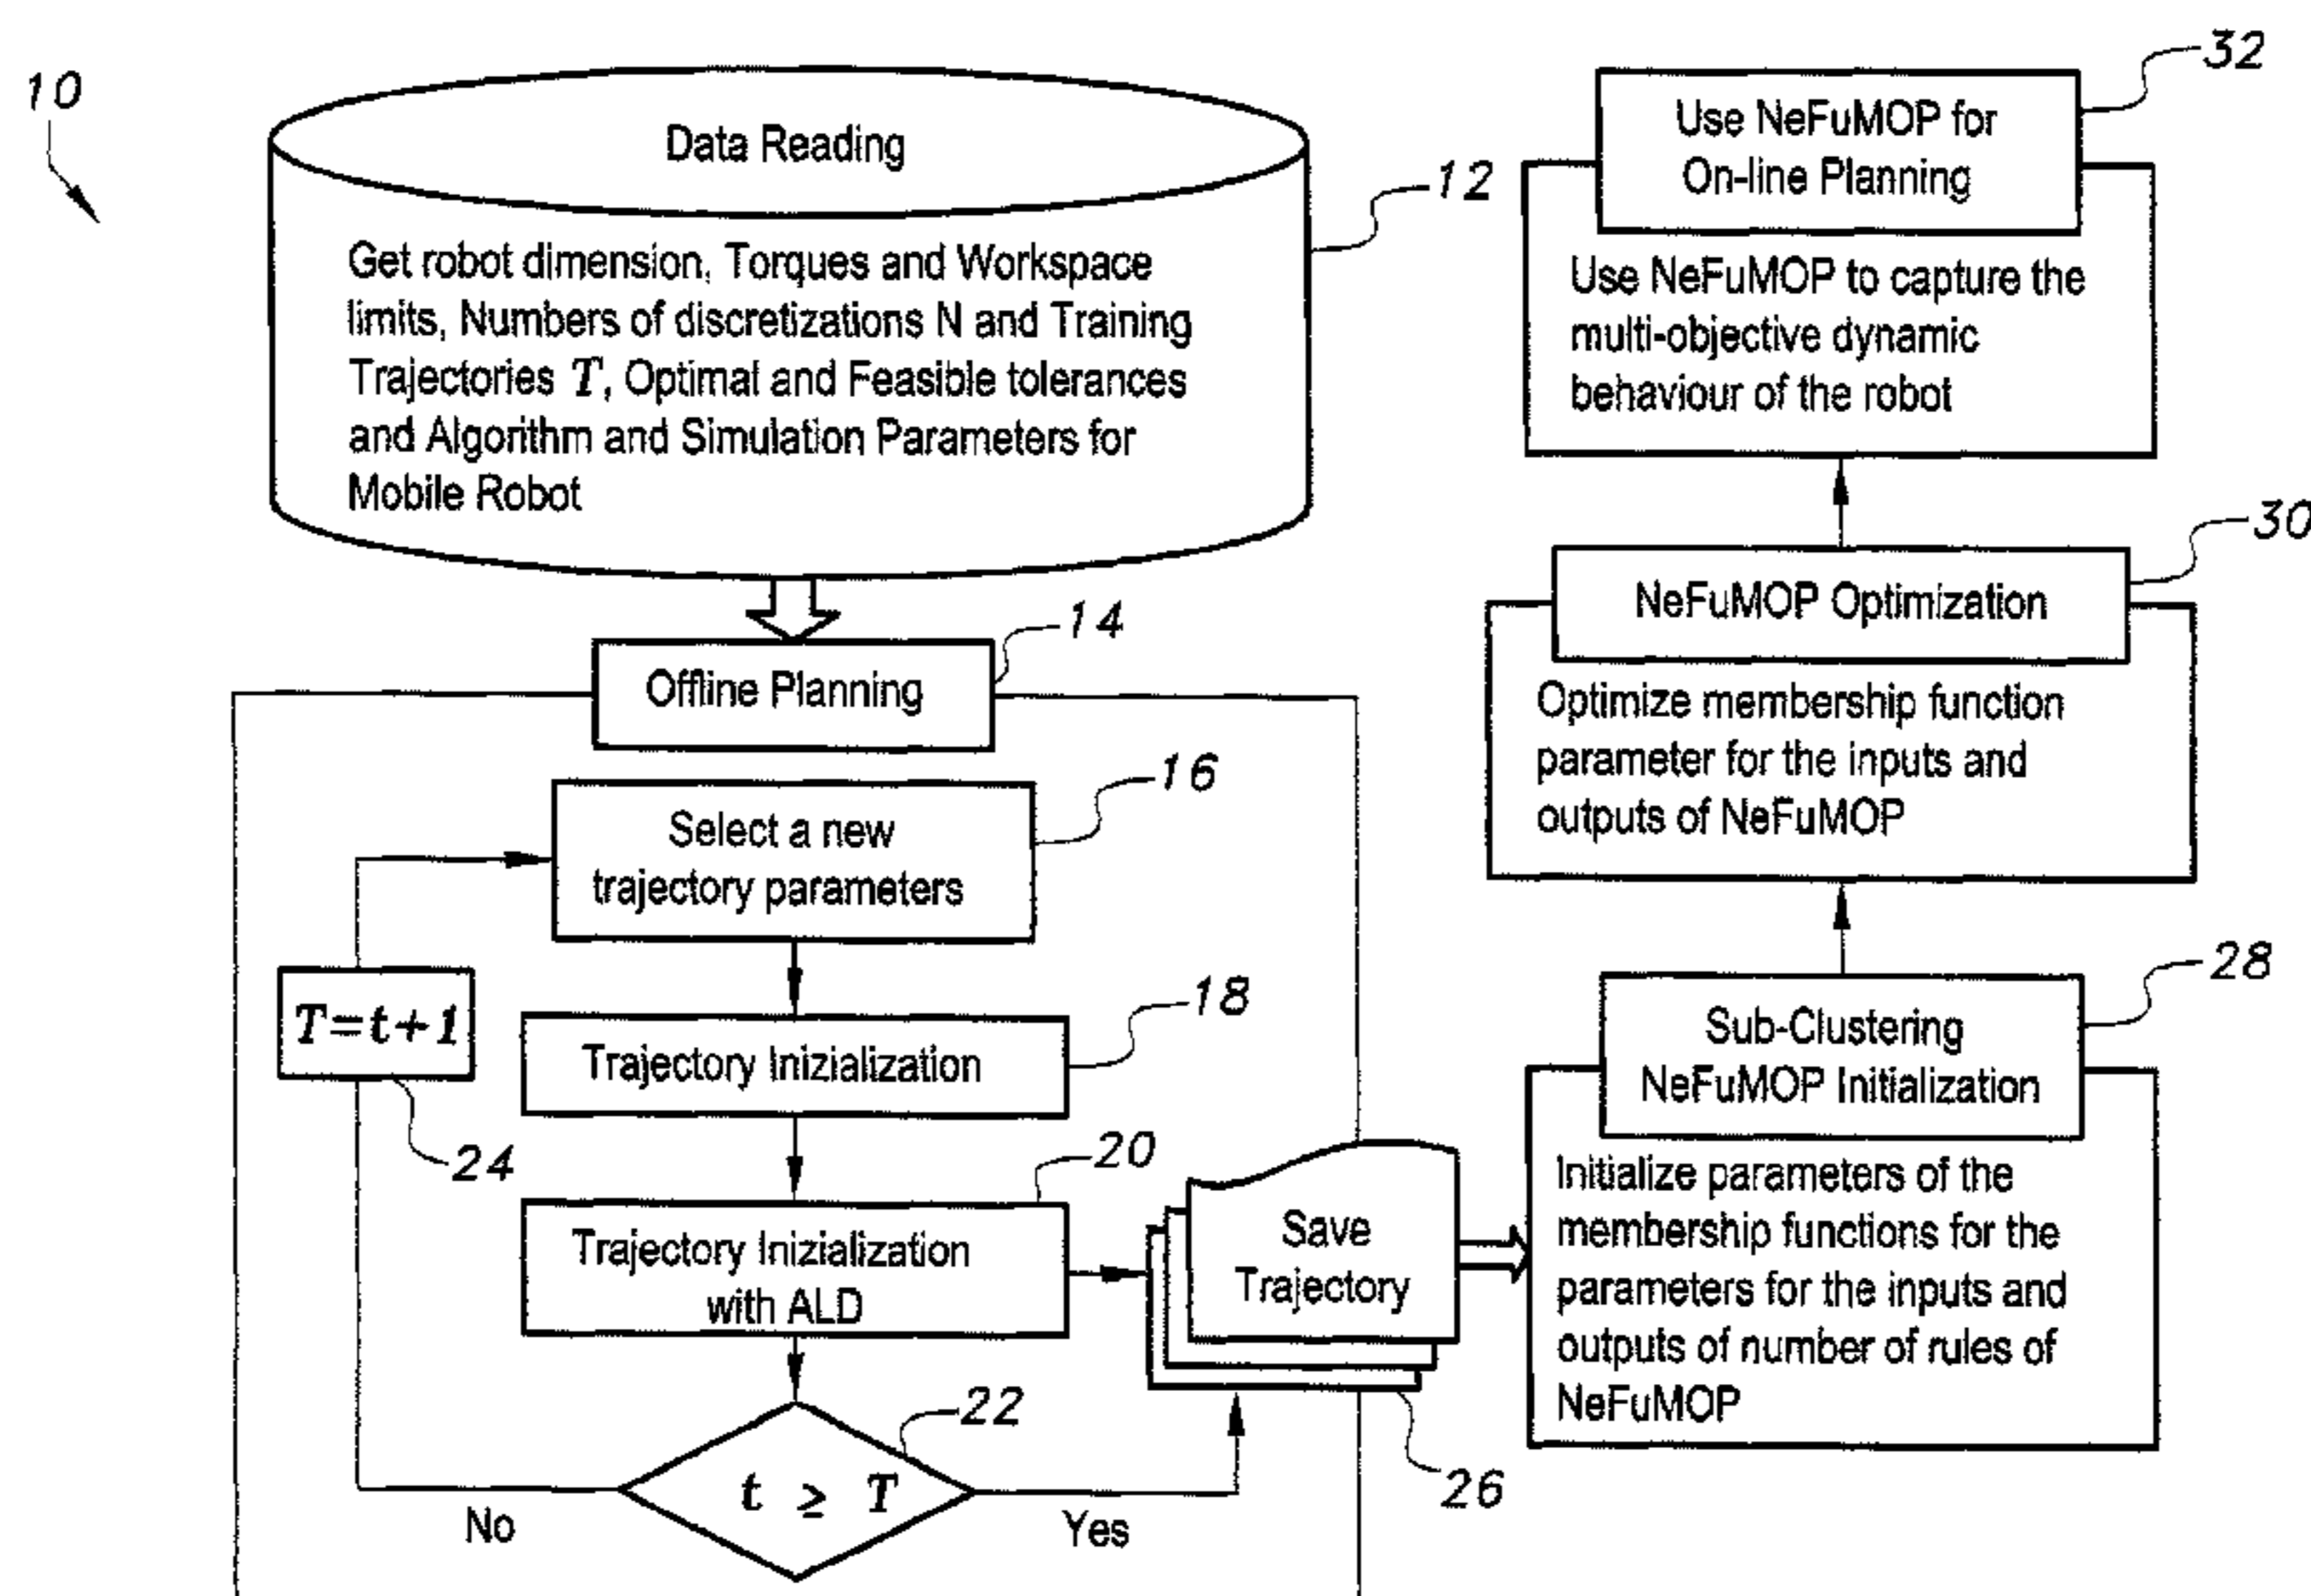 10
Data Reading
12
Get robot dimension, Torques and Workspace
limits, Numbers of discretizations N and Training
Trajectories T, Optimal and Feasible tolerances
and Algorithm and Simulation Parameters for
Mobile Robot
14
Offline Planning
16
Select a new
trajectory parameters
18
Trajectory Inizialization
T=t+1
24
20
Trajectory Inizialization
with ALD
22
t ≥ T
No
Yes
Save
Trajectory
26
28
Sub-Clustering
NeFuMOP Initialization
Initialize parameters of the
membership functions for the
parameters for the inputs and
outputs of number of rules of
NeFuMOP
30
NeFuMOP Optimization
Optimize membership function
parameter for the inputs and
outputs of NeFuMOP
32
Use NeFuMOP for
On-line Planning
Use NeFuMOP to capture the
multi-objective dynamic
behaviour of the robot